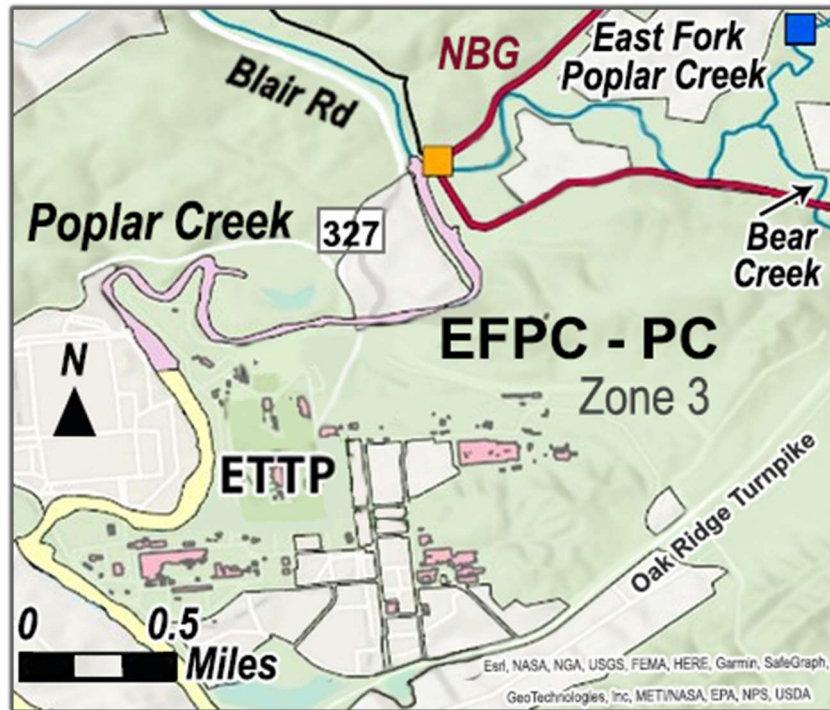 NBG
East Fork
Poplar Creek
Blair Rd
Poplar Creek
327
Bear
Creek
EFPC - PC
Zone 3
N
ETTP
Oak Ridge Turnpike
0 0.5
Miles
Esri, NASA, NGA, USGS, FEMA, HERE, Garmin, SafeGraph,
GeoTechnologies, Inc, METI/NASA, EPA, NPS, USDA